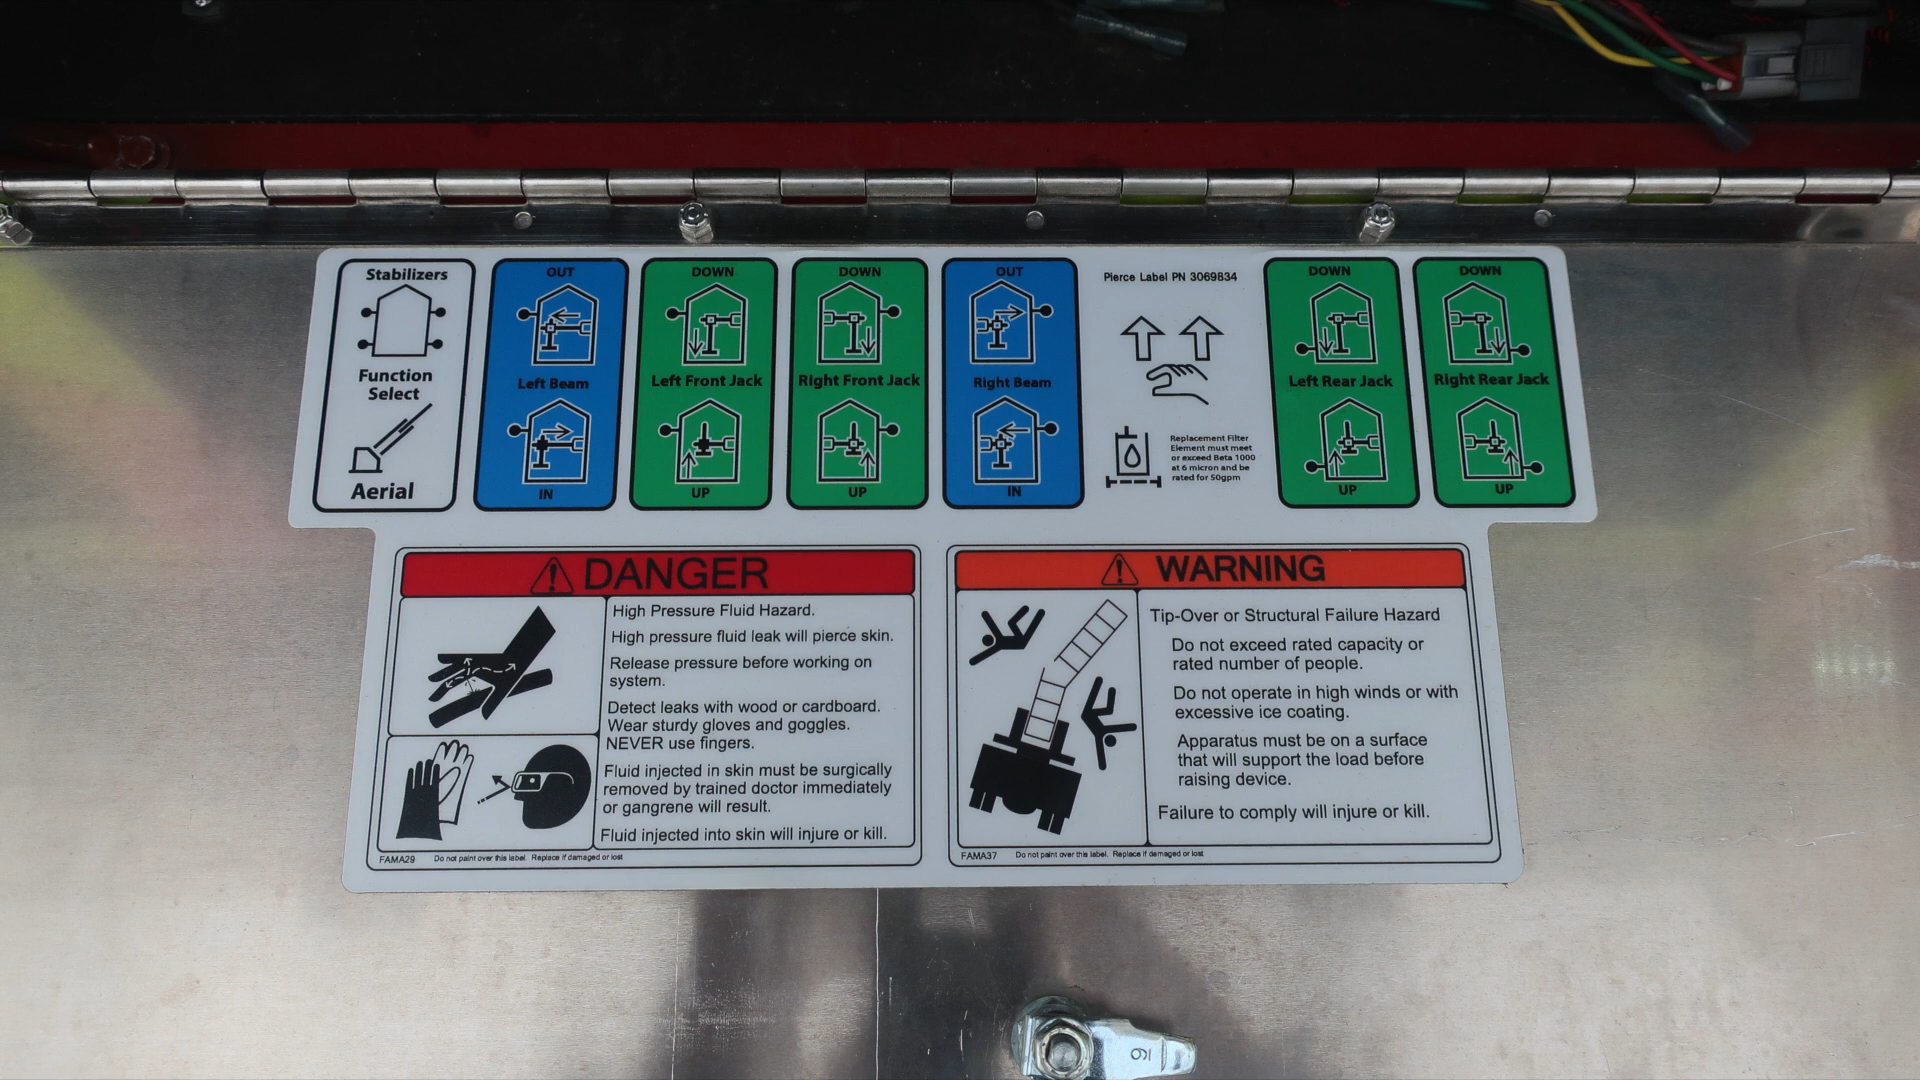 Stabilizers
Function
Select
Aerial
OUT
Left Beam
IN
DOWN
Left Front Jack
UP
DOWN
Right Front Jack
UP
OUT
Right Beam
IN
Pierce Label PN 3069834
Replacement Filter
Element must meet
or exceed Beta 1000
at 6 micron and be
rated for 50gpm
DOWN
Left Rear Jack
UP
DOWN
Right Rear Jack
UP
DANGER
High Pressure Fluid Hazard.
High pressure fluid leak will pierce skin.
Release pressure before working on
system.
Detect leaks with wood or cardboard.
Wear sturdy gloves and goggles.
NEVER use fingers.
Fluid injected in skin must be surgically
removed by trained doctor immediately
or gangrene will result.
Fluid injected into skin will injure or kill.
FAMA29 Do not paint over this label. Replace if damaged or lost
WARNING
Tip-Over or Structural Failure Hazard
Do not exceed rated capacity or
rated number of people.
Do not operate in high winds or with
excessive ice coating.
Apparatus must be on a surface
that will support the load before
raising device.
Failure to comply will injure or kill.
FAMA37 Do not paint over this label. Replace if damaged or lost